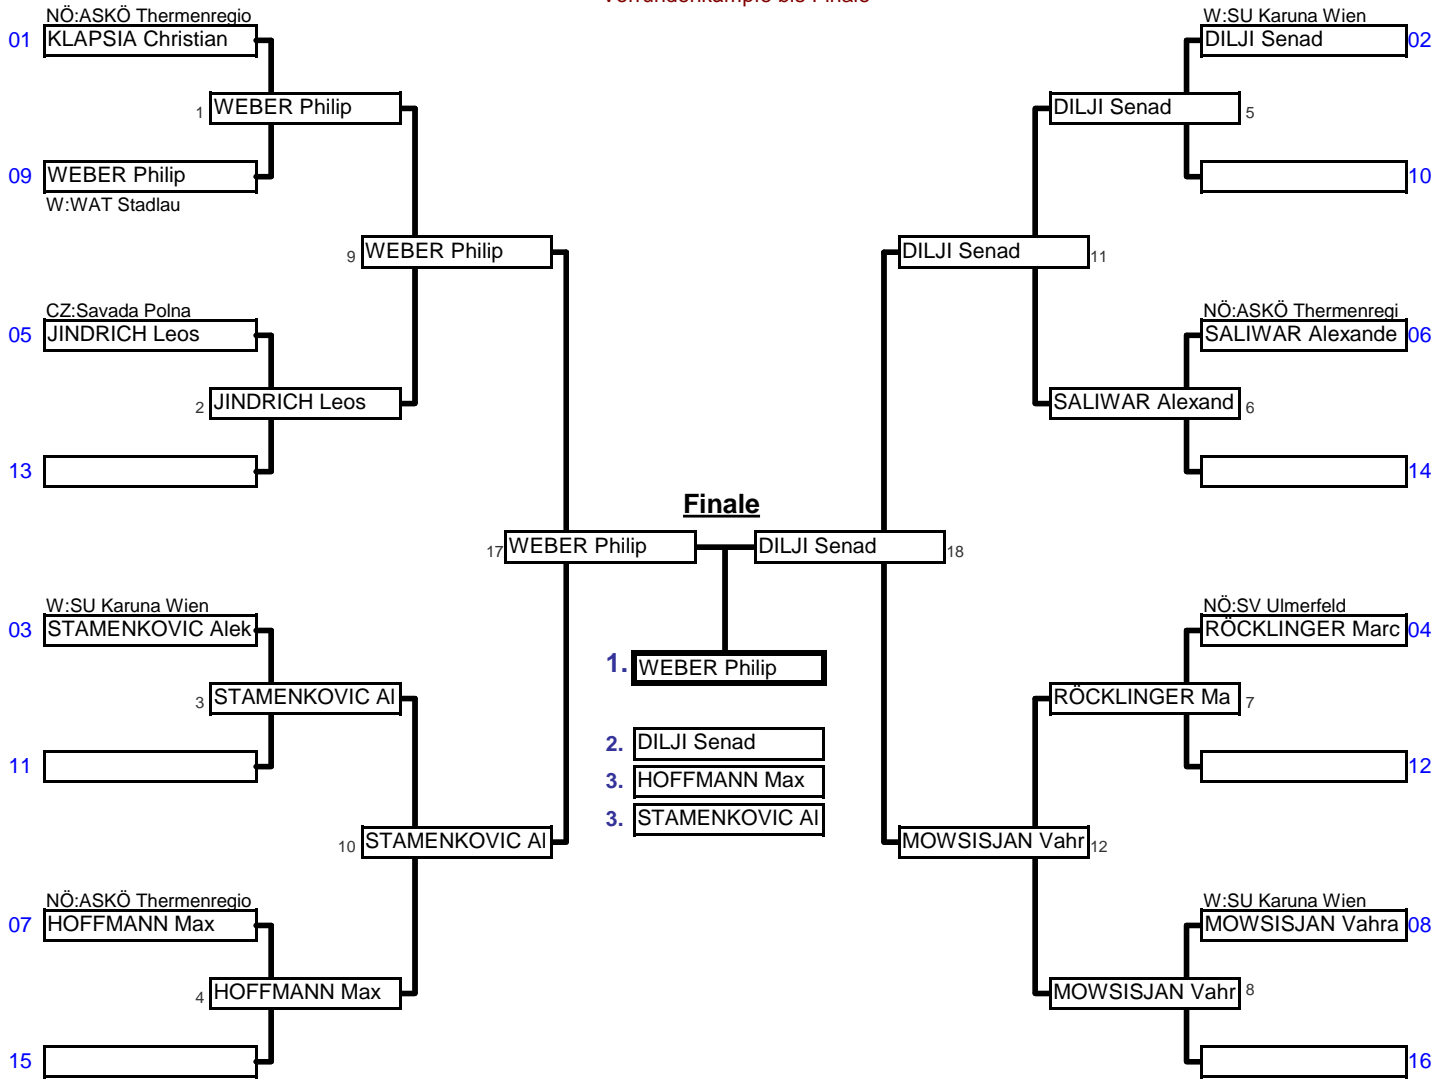 Vorrundenkämpfe bis Finale
NÖ:ASKÖ Thermenregio
01 KLAPSIA Christian
1 WEBER Philip
09 WEBER Philip
W:WAT Stadlau
9 WEBER Philip
CZ:Savada Polna
05 JINDRICH Leos
2 JINDRICH Leos
13
17 WEBER Philip
W:SU Karuna Wien
03 STAMENKOVIC Alek
3 STAMENKOVIC Al
11
10 STAMENKOVIC Al
NÖ:ASKÖ Thermenregio
07 HOFFMANN Max
4 HOFFMANN Max
15
Finale
1. WEBER Philip
2. DILJI Senad
3. HOFFMANN Max
3. STAMENKOVIC Al
W:SU Karuna Wien
DILJI Senad 02
DILJI Senad 5
10
DILJI Senad 11
NÖ:ASKÖ Thermenregi
SALIWAR Alexande 06
SALIWAR Alexand 6
14
DILJI Senad 18
NÖ:SV Ulmerfeld
RÖCKLINGER Marc 04
RÖCKLINGER Ma 7
12
MOWSISJAN Vahr 12
W:SU Karuna Wien
MOWSISJAN Vahra 08
MOWSISJAN Vahr 8
16